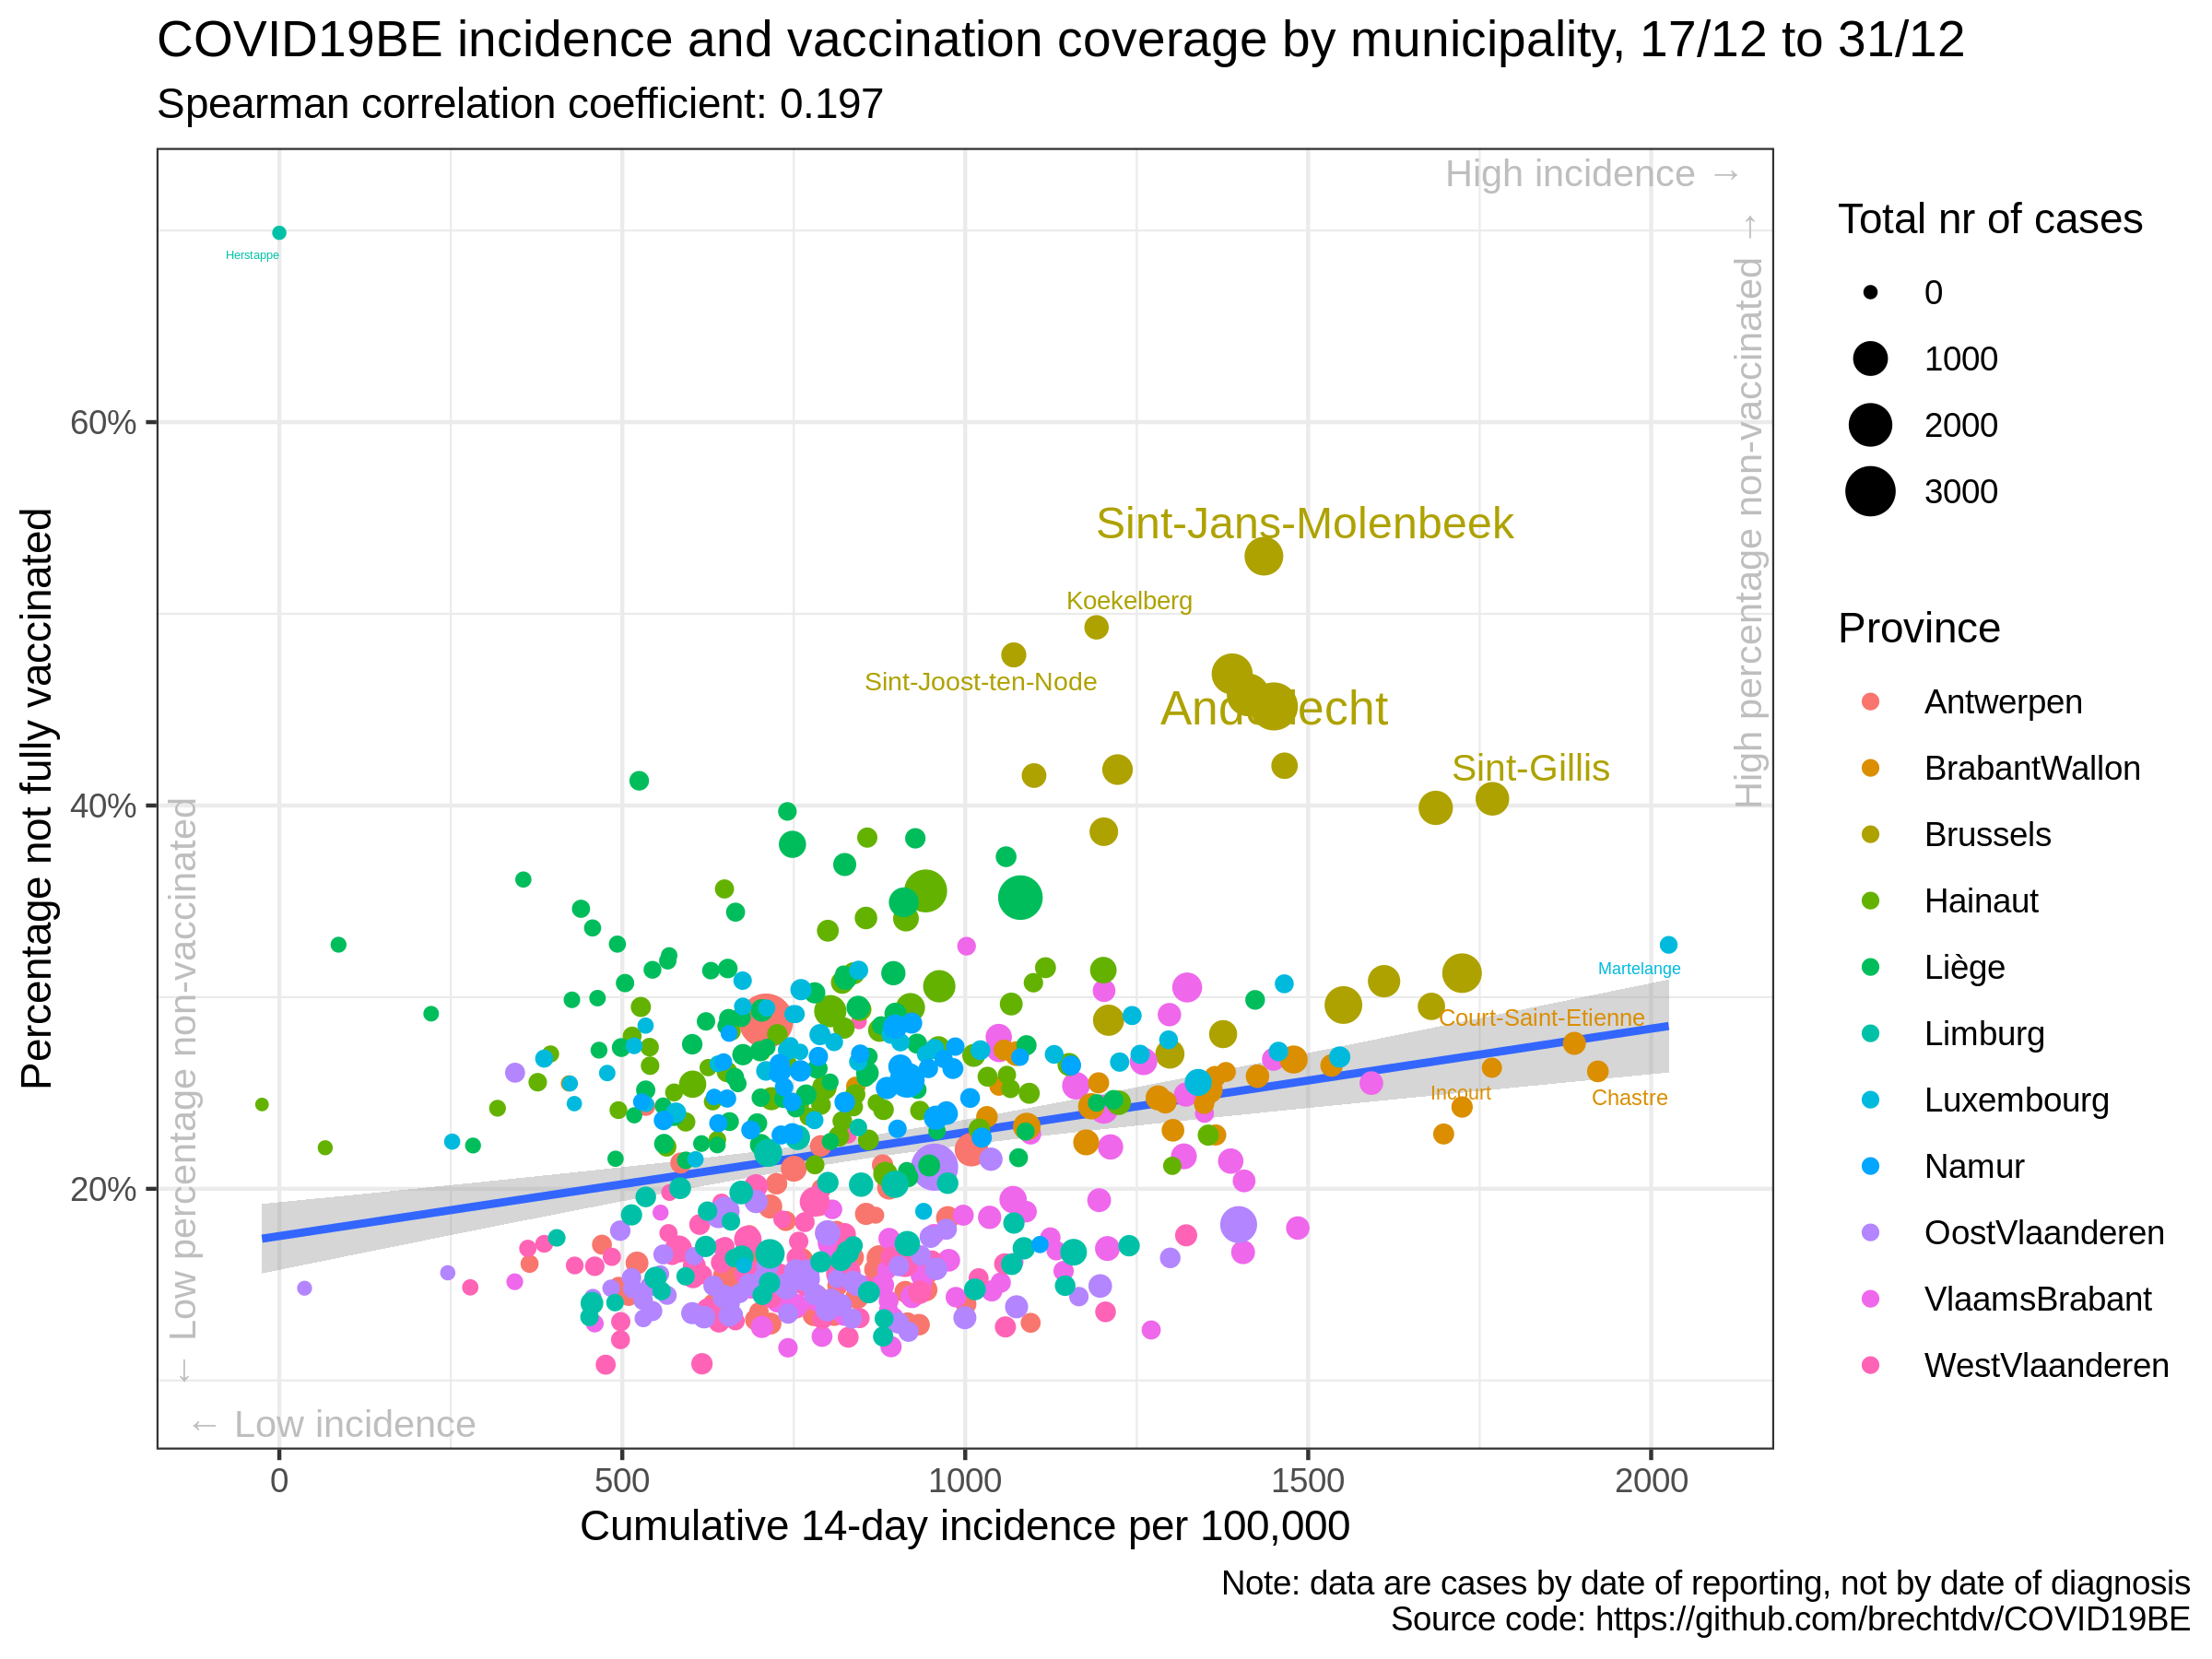 COVID19BE incidence and vaccination coverage by municipality, 17/12 to 31/12
Spearman correlation coefficient: 0.197
High incidence →
High percentage non-vaccinated →
← Low percentage non-vaccinated
← Low incidence
Percentage not fully vaccinated
60%
40%
20%
Herstappe
Sint-Jans-Molenbeek
Koekelberg
Sint-Joost-ten-Node
Anderlecht
Sint-Gillis
Martelange
Court-Saint-Etienne
Incourt
Chastre
0
500
1000
1500
2000
Cumulative 14-day incidence per 100,000
Total nr of cases
0
1000
2000
3000
Province
Antwerpen
BrabantWallon
Brussels
Hainaut
Liège
Limburg
Luxembourg
Namur
OostVlaanderen
VlaamsBrabant
WestVlaanderen
Note: data are cases by date of reporting, not by date of diagnosis
Source code: https://github.com/brechtdv/COVID19BE